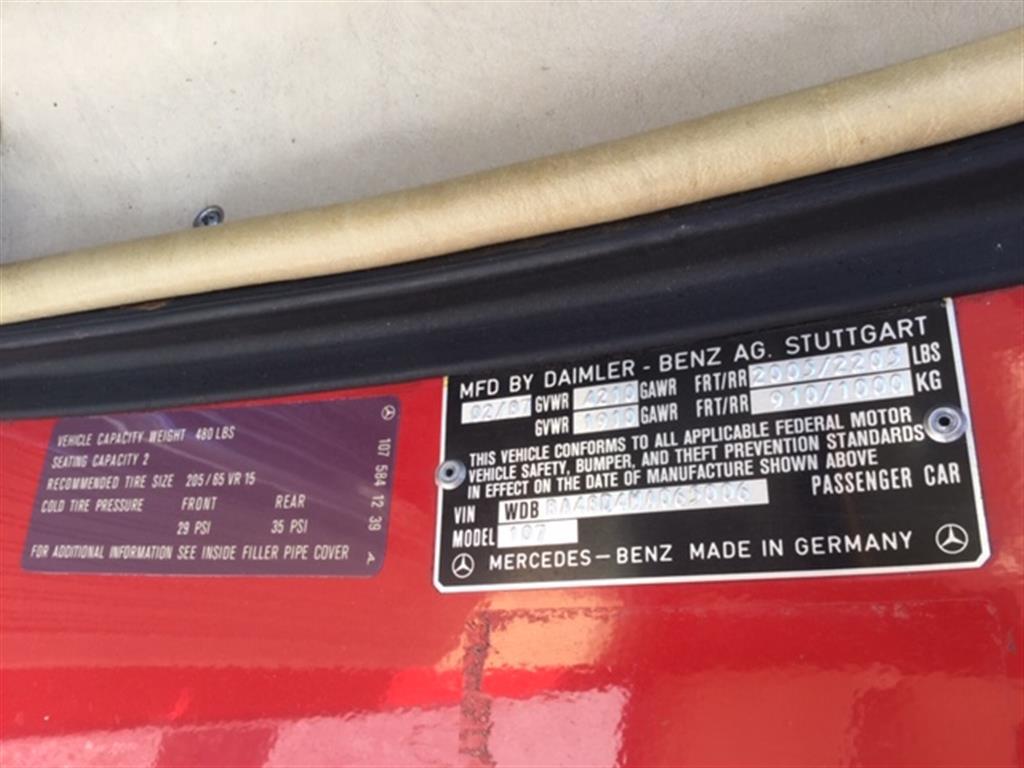 VEHICLE CAPACITY WEIGHT 480 LBS
SEATING CAPACITY 2
RECOMMENDED TIRE SIZE 205/65 VR 15
COLD TIRE PRESSURE FRONT REAR
29 PSI 35 PSI
FOR ADDITIONAL INFORMATION SEE INSIDE FILLER PIPE COVER
107 584 12 39 A
MFD BY DAIMLER - BENZ AG. STUTTGART
02/87 GVWR 4210 GAWR FRT/RR 2005/2205 LBS
GVWR 1910 GAWR FRT/RR 910/1000 KG
THIS VEHICLE CONFORMS TO ALL APPLICABLE FEDERAL MOTOR
VEHICLE SAFETY, BUMPER, AND THEFT PREVENTION STANDARDS
IN EFFECT ON THE DATE OF MANUFACTURE SHOWN ABOVE
VIN WDB PASSENGER CAR
MODEL 107
MERCEDES - BENZ MADE IN GERMANY